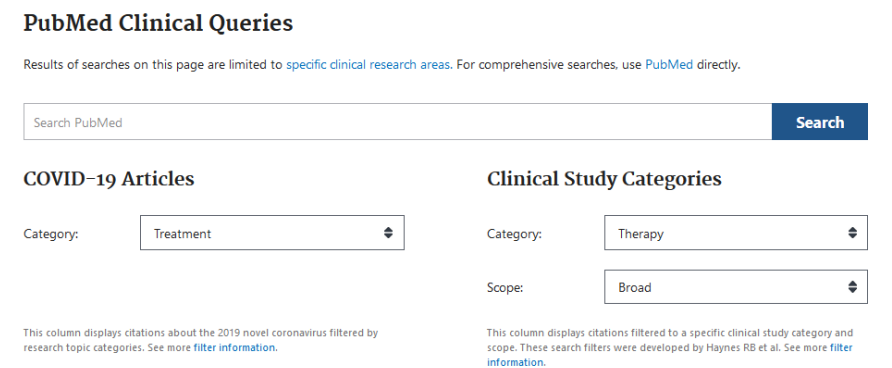 PubMed Clinical Queries
Results of searches on this page are limited to specific clinical research areas. For comprehensive searches, use PubMed directly.
Search PubMed
Search
COVID-19 Articles
Category:
Treatment
This column displays citations about the 2019 novel coronavirus filtered by
research topic categories. See more filter information.
Clinical Study Categories
Category:
Therapy
Scope:
Broad
This column displays citations filtered to a specific clinical study category and
scope. These search filters were developed by Haynes RB et al. See more filter
information.